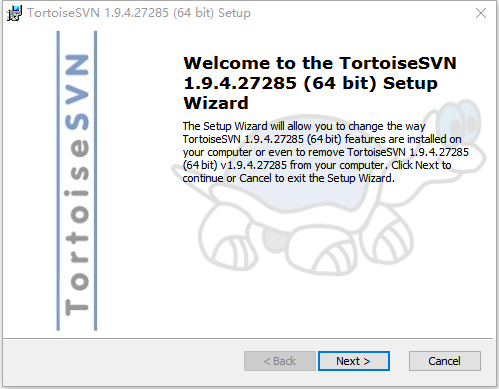 TortoiseSVN 1.9.4.27285 (64 bit) Setup
TortoiseSVN
Welcome to the TortoiseSVN
1.9.4.27285 (64 bit) Setup
Wizard
The Setup Wizard will allow you to change the way
TortoiseSVN 1.9.4.27285 (64 bit) features are installed on
your computer or even to remove TortoiseSVN 1.9.4.27285
(64 bit) v1.9.4.27285 from your computer. Click Next to
continue or Cancel to exit the Setup Wizard.
< Back
Next >
Cancel